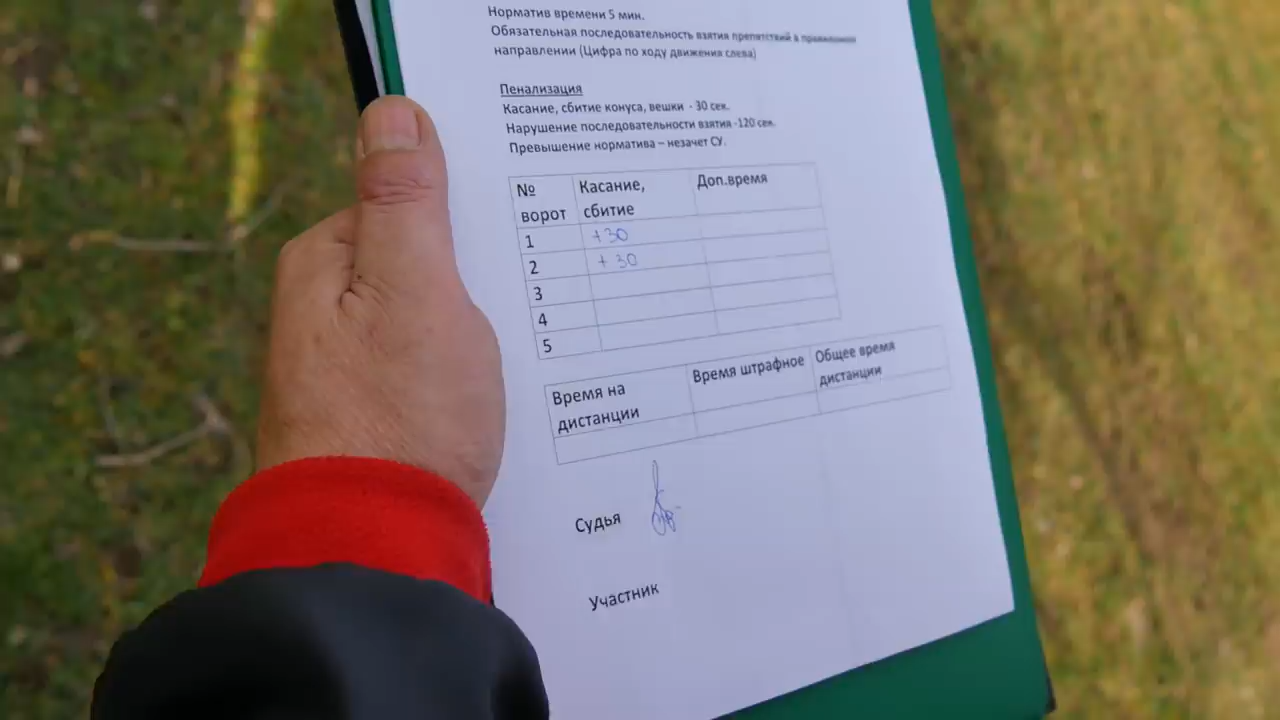 Норматив времени 5 мин.
Обязательная последовательность взятия препятствий в правильном
направлении (Цифра по ходу движения слева)
Пенализация
Касание, сбитие конуса, вешки - 30 сек.
Нарушение последовательности взятия -120 сек.
Превышение норматива – незачет СУ.
№ ворот Касание, сбитие Доп.время
1 +30
2 + 30
3
4
5
Время на дистанции Время штрафное Общее время дистанции
Судья
Участник